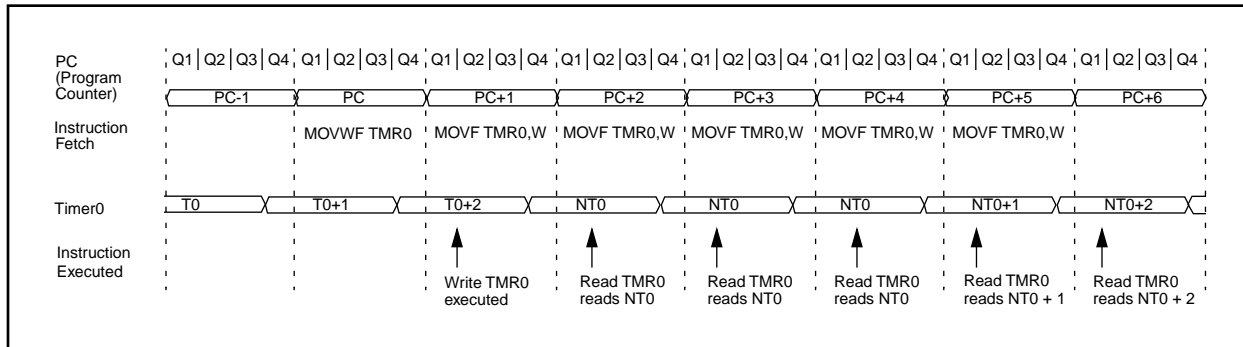 PC
(Program
Counter)
Q1 Q2 Q3 Q4 Q1 Q2 Q3 Q4 Q1 Q2 Q3 Q4 Q1 Q2 Q3 Q4 Q1 Q2 Q3 Q4 Q1 Q2 Q3 Q4 Q1 Q2 Q3 Q4 Q1 Q2 Q3 Q4
PC-1 PC PC+1 PC+2 PC+3 PC+4 PC+5 PC+6
Instruction
Fetch
MOVWF TMR0 MOVF TMR0,W MOVF TMR0,W MOVF TMR0,W MOVF TMR0,W MOVF TMR0,W
Timer0
T0 T0+1 T0+2 NT0 NT0 NT0 NT0+1 NT0+2
Instruction
Executed
Write TMR0
executed
Read TMR0
reads NT0
Read TMR0
reads NT0
Read TMR0
reads NT0
Read TMR0
reads NT0 + 1
Read TMR0
reads NT0 + 2